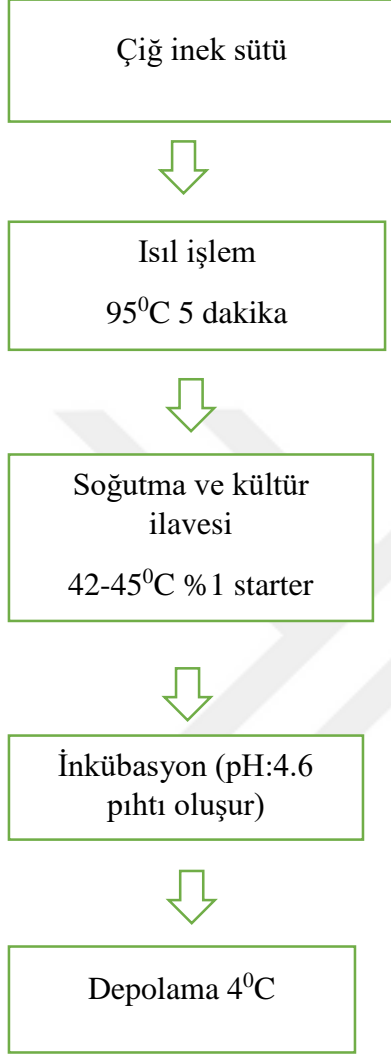 Çiğ inek sütü
Isıl işlem
95⁰C 5 dakika
Soğutma ve kültür
ilavesi
42-45⁰C %1 starter
İnkübasyon (pH:4.6
pıhtı oluşur)
Depolama 4⁰C